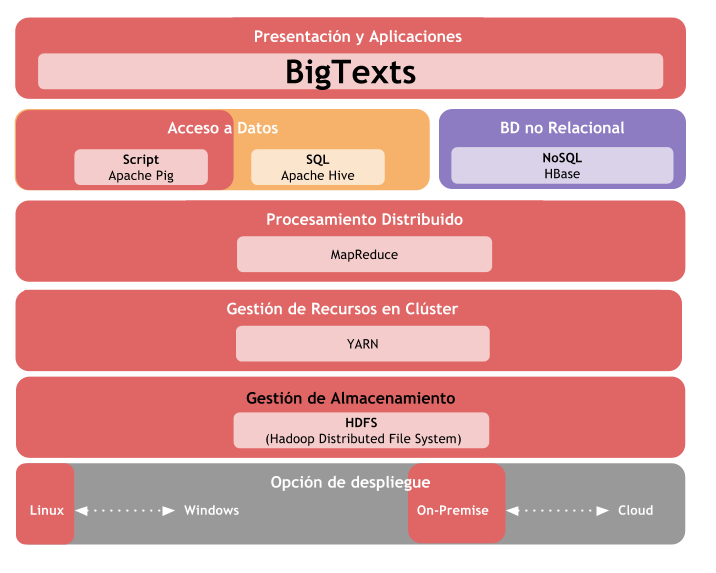 Presentación y Aplicaciones
BigTexts
Acceso a Datos
Script
Apache Pig
SQL
Apache Hive
BD no Relacional
NoSQL
HBase
Procesamiento Distribuido
MapReduce
Gestión de Recursos en Clúster
YARN
Gestión de Almacenamiento
HDFS
(Hadoop Distributed File System)
Opción de despliegue
Linux
Windows
On-Premise
Cloud